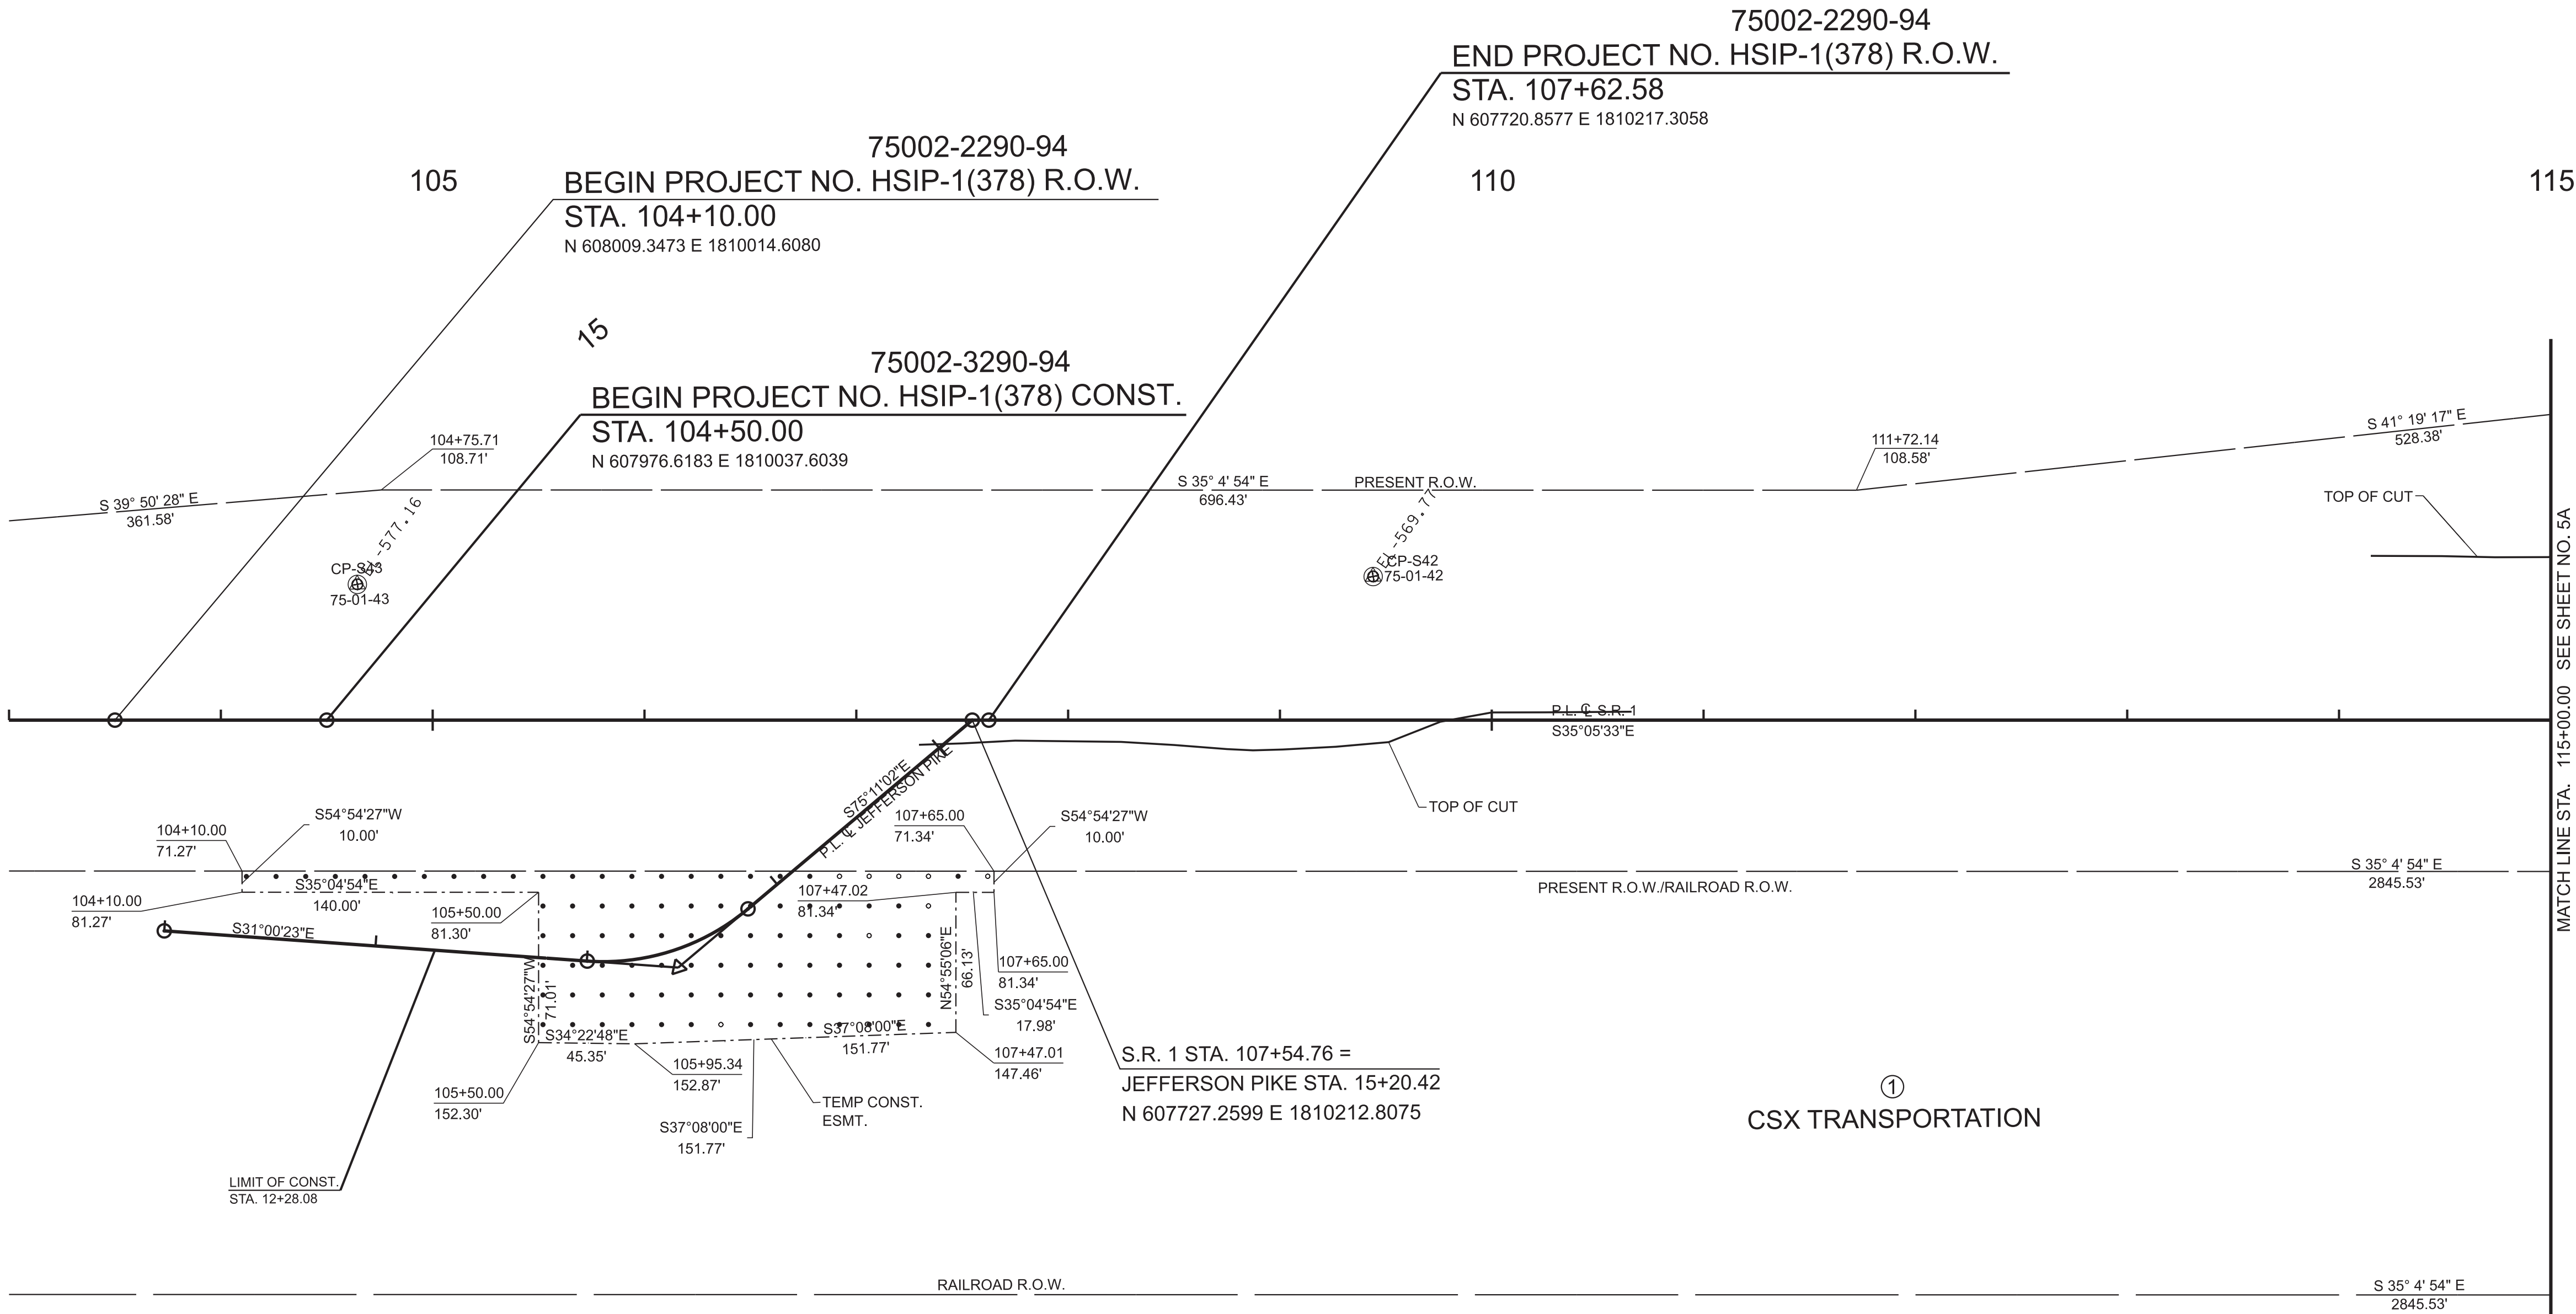 75002-2290-94
END PROJECT NO. HSIP-1(378) R.O.W.
STA. 107+62.58
N 607720.8577 E 1810217.3058
75002-2290-94
BEGIN PROJECT NO. HSIP-1(378) R.O.W.
STA. 104+10.00
N 608009.3473 E 1810014.6080
105
110
115
15
75002-3290-94
BEGIN PROJECT NO. HSIP-1(378) CONST.
STA. 104+50.00
N 607976.6183 E 1810037.6039
104+75.71
108.71'
S 39° 50' 28" E
361.58'
S 35° 4' 54" E
696.43'
PRESENT R.O.W.
111+72.14
108.58'
S 41° 19' 17" E
528.38'
TOP OF CUT
EL-577.16
CP-S43
75-01-43
EL-569.77
CP-S42
75-01-42
MATCH LINE STA. 115+00.00 SEE SHEET NO. 5A
P.L. ℄ S.R. 1
S35°05'33"E
S75°11'02"E
P.L. ℄ JEFFERSON PIKE
TOP OF CUT
104+10.00
71.27'
S54°54'27"W
10.00'
107+65.00
71.34'
S54°54'27"W
10.00'
S 35° 4' 54" E
2845.53'
PRESENT R.O.W./RAILROAD R.O.W.
104+10.00
81.27'
S35°04'54"E
140.00'
105+50.00
81.30'
107+47.02
81.34'
S31°00'23"E
S54°54'27"W
71.01'
N54°55'06"E
66.13'
107+65.00
81.34'
S35°04'54"E
17.98'
S34°22'48"E
45.35'
S37°08'00"E
151.77'
105+95.34
152.87'
107+47.01
147.46'
105+50.00
152.30'
TEMP CONST.
ESMT.
S37°08'00"E
151.77'
S.R. 1 STA. 107+54.76 =
JEFFERSON PIKE STA. 15+20.42
N 607727.2599 E 1810212.8075
1
CSX TRANSPORTATION
LIMIT OF CONST.
STA. 12+28.08
RAILROAD R.O.W.
S 35° 4' 54" E
2845.53'